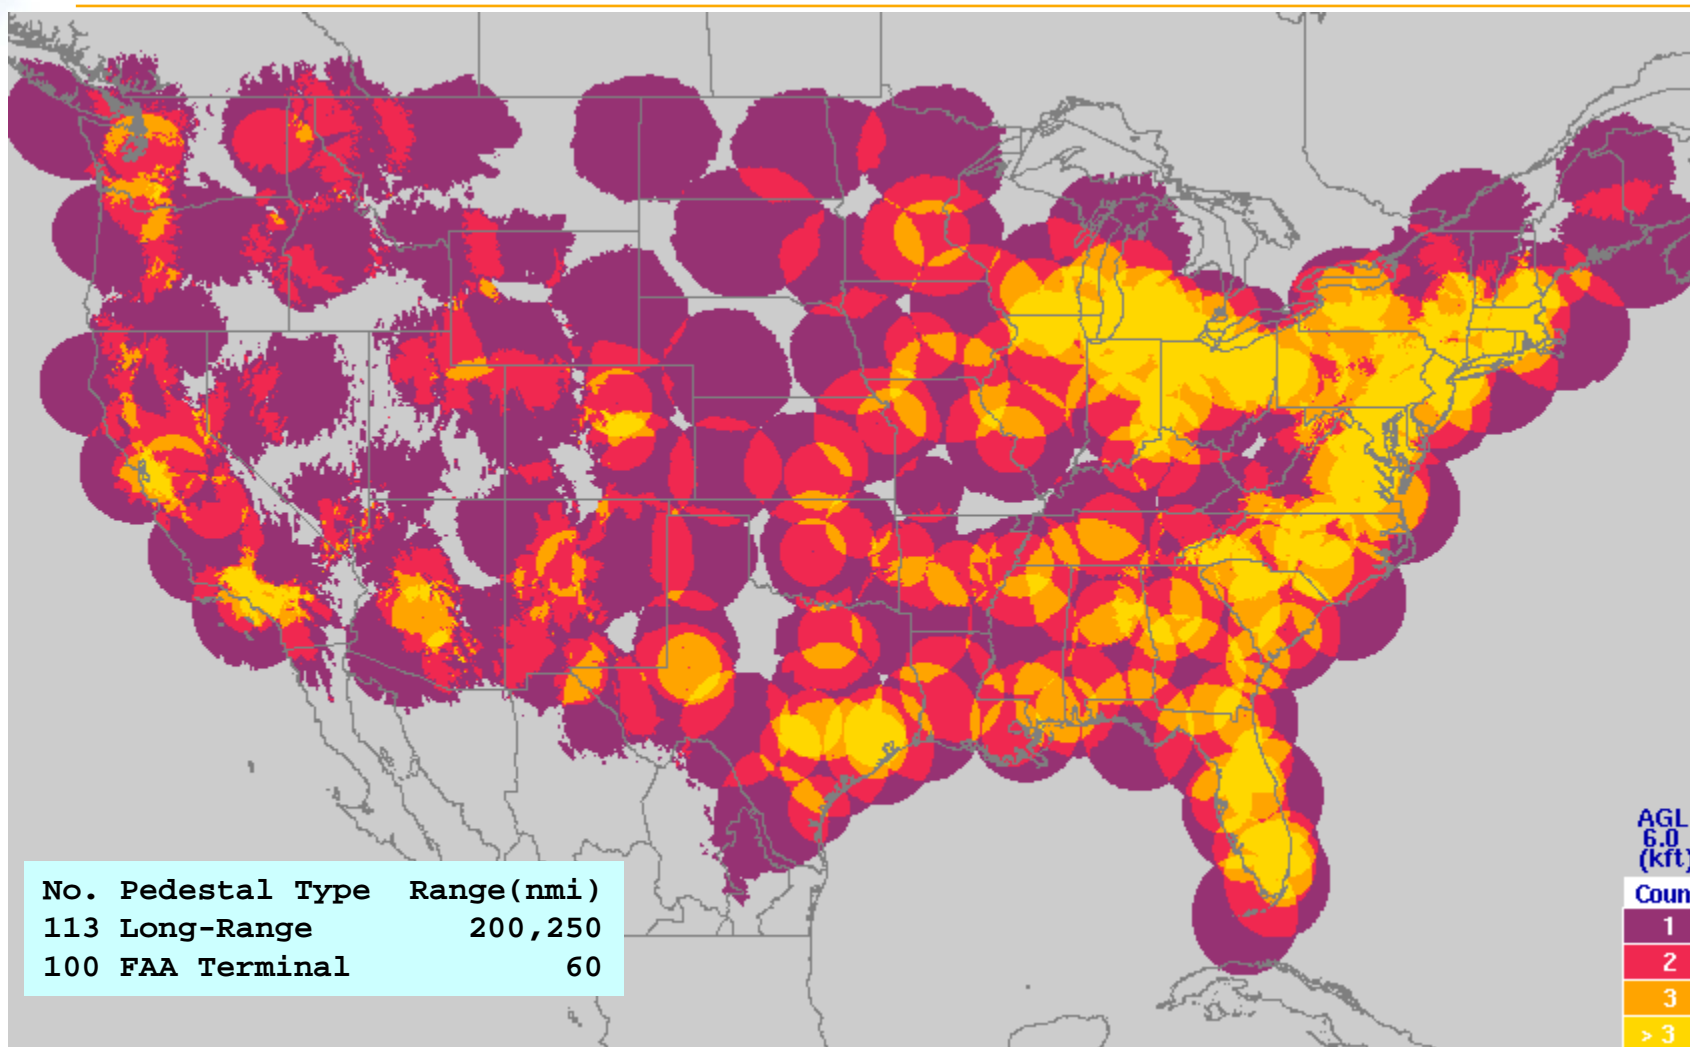 No. Pedestal Type Range(nmi)
113 Long-Range 200,250
100 FAA Terminal 60
AGL
6.0
(kft)
Coun
1
2
3
> 3